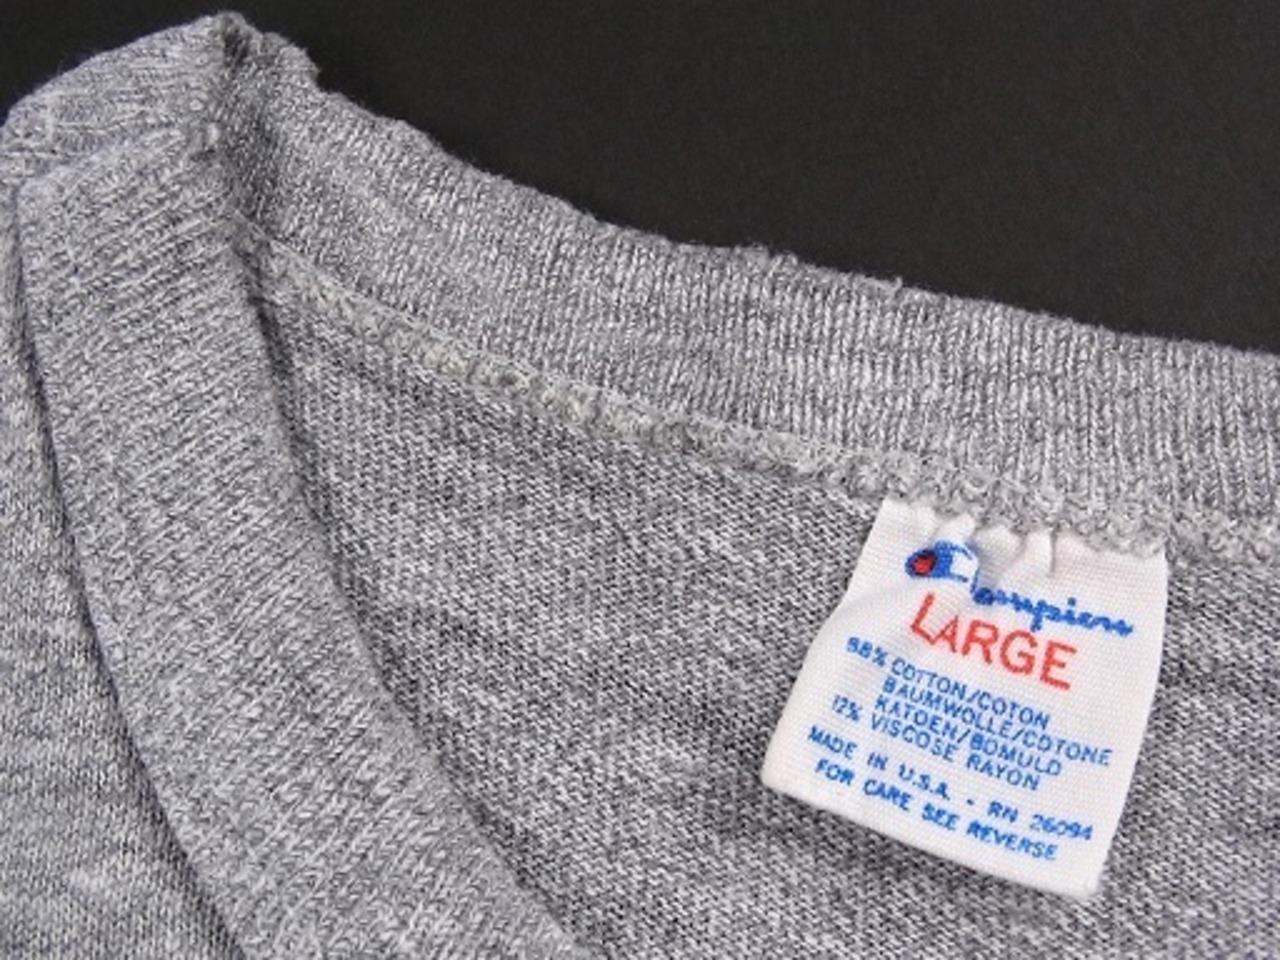 Champion
LARGE
88% COTTON/COTON
BAUMWOLLE/COTONE
KATOEN/BOMULD
12% VISCOSE RAYON
MADE IN U.S.A. - RN 26094
FOR CARE SEE REVERSE